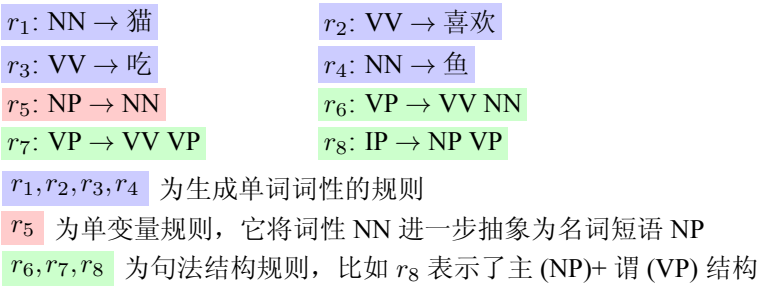 r₁: NN → 猫 r₂: VV → 喜欢
r₃: VV → 吃 r₄: NN → 鱼
r₅: NP → NN r₆: VP → VV NN
r₇: VP → VV VP r₈: IP → NP VP
r₁,r₂,r₃,r₄ 为生成单词词性的规则
r₅ 为单变量规则，它将词性 NN 进一步抽象为名词短语 NP
r₆,r₇,r₈ 为句法结构规则，比如 r₈ 表示了主 (NP)+ 谓 (VP) 结构